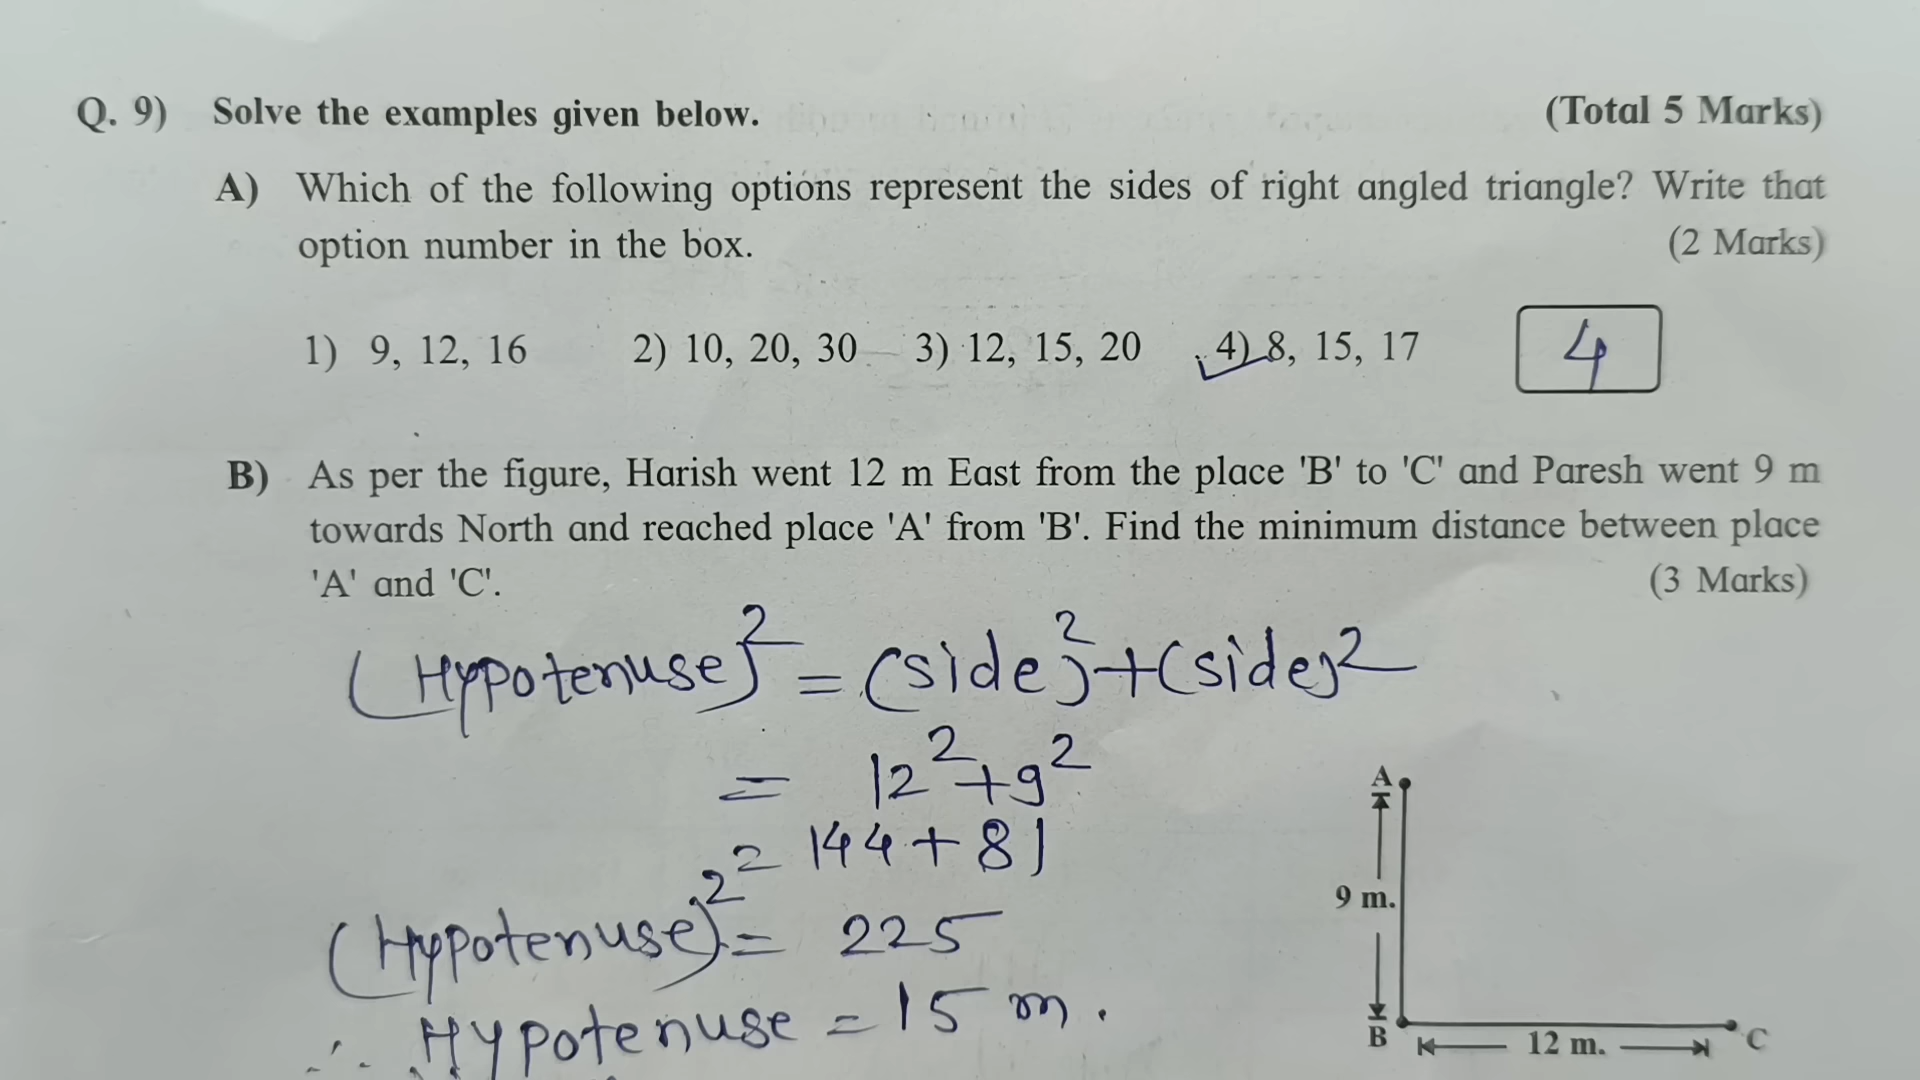 Q. 9) Solve the examples given below. (Total 5 Marks)
A) Which of the following options represent the sides of right angled triangle? Write that
option number in the box. (2 Marks)
1) 9, 12, 16 2) 10, 20, 30 3) 12, 15, 20 4) 8, 15, 17 4
B) As per the figure, Harish went 12 m East from the place 'B' to 'C' and Paresh went 9 m
towards North and reached place 'A' from 'B'. Find the minimum distance between place
'A' and 'C'. (3 Marks)
(Hypotenuse)² = (side)² + (side)²
= 12² + 9²
= 144 + 81
(Hypotenuse)² = 225
∴ Hypotenuse = 15 m.
A
9 m.
B
12 m.
C